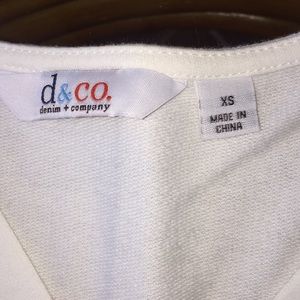 d&co.
denim + company
XS
MADE IN
CHINA